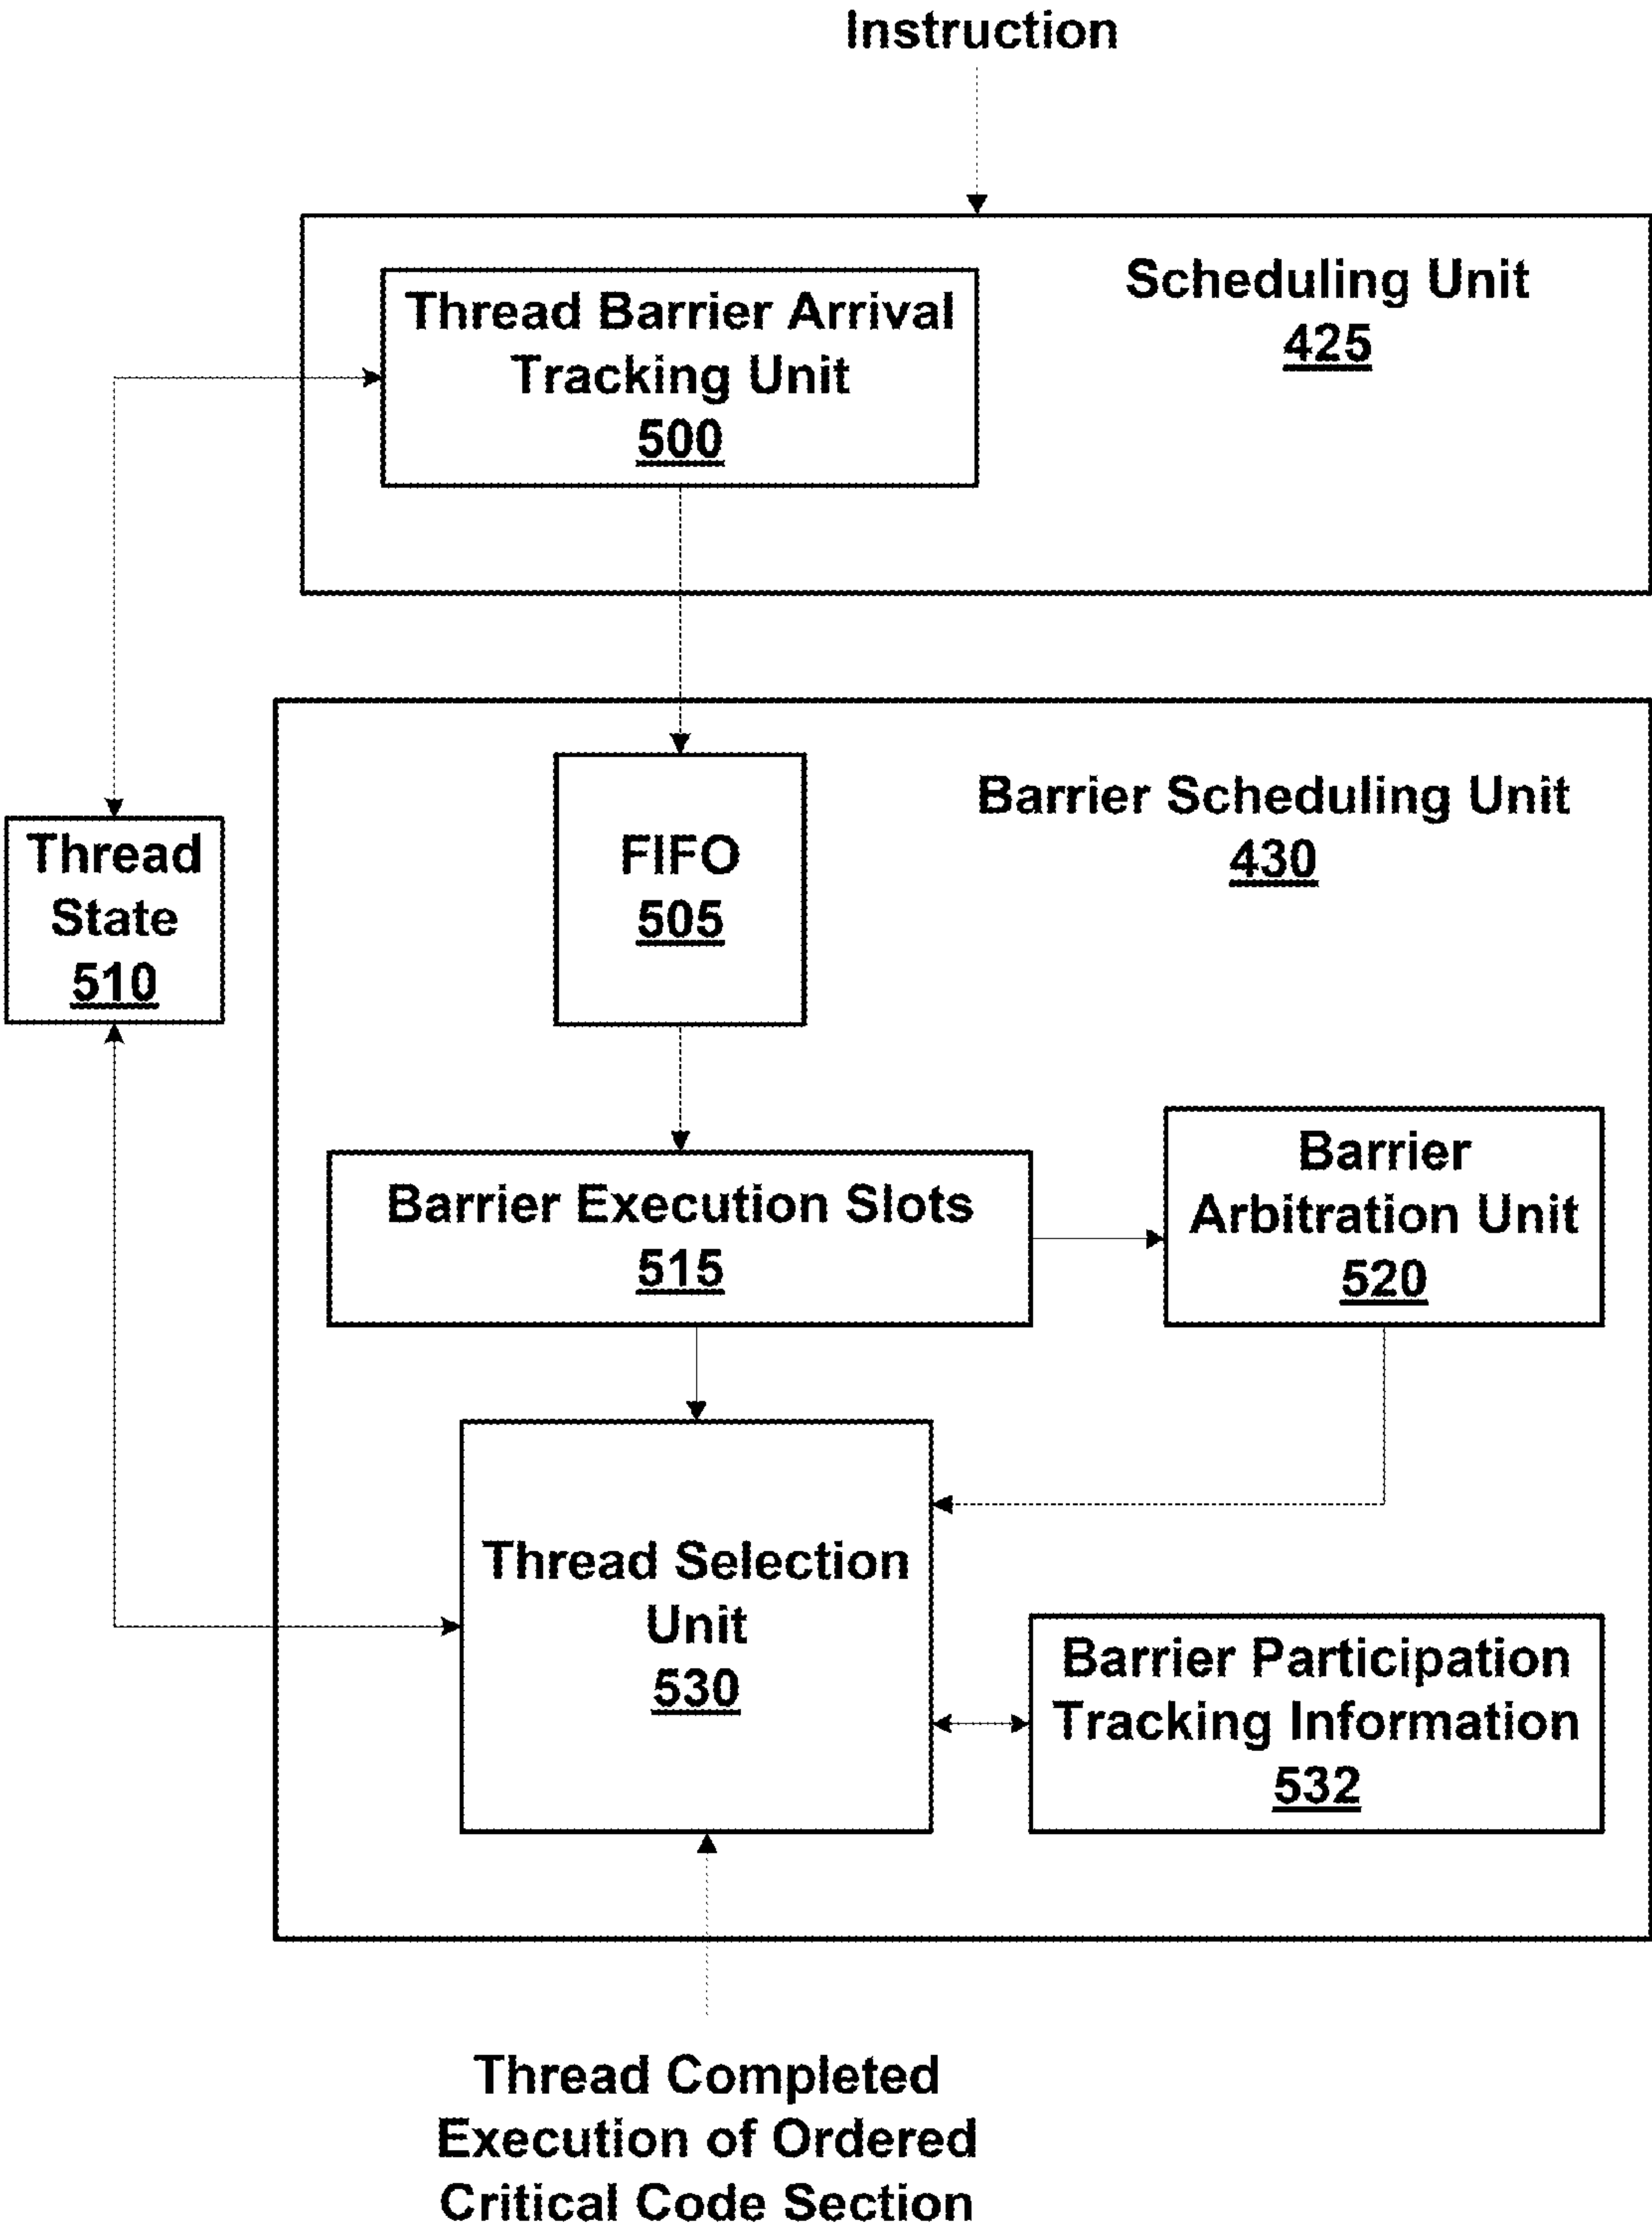 Instruction
Scheduling Unit
425
Thread Barrier Arrival
Tracking Unit
500
Barrier Scheduling Unit
430
FIFO
505
Thread
State
510
Barrier Execution Slots
515
Barrier
Arbitration Unit
520
Thread Selection
Unit
530
Barrier Participation
Tracking Information
532
Thread Completed
Execution of Ordered
Critical Code Section